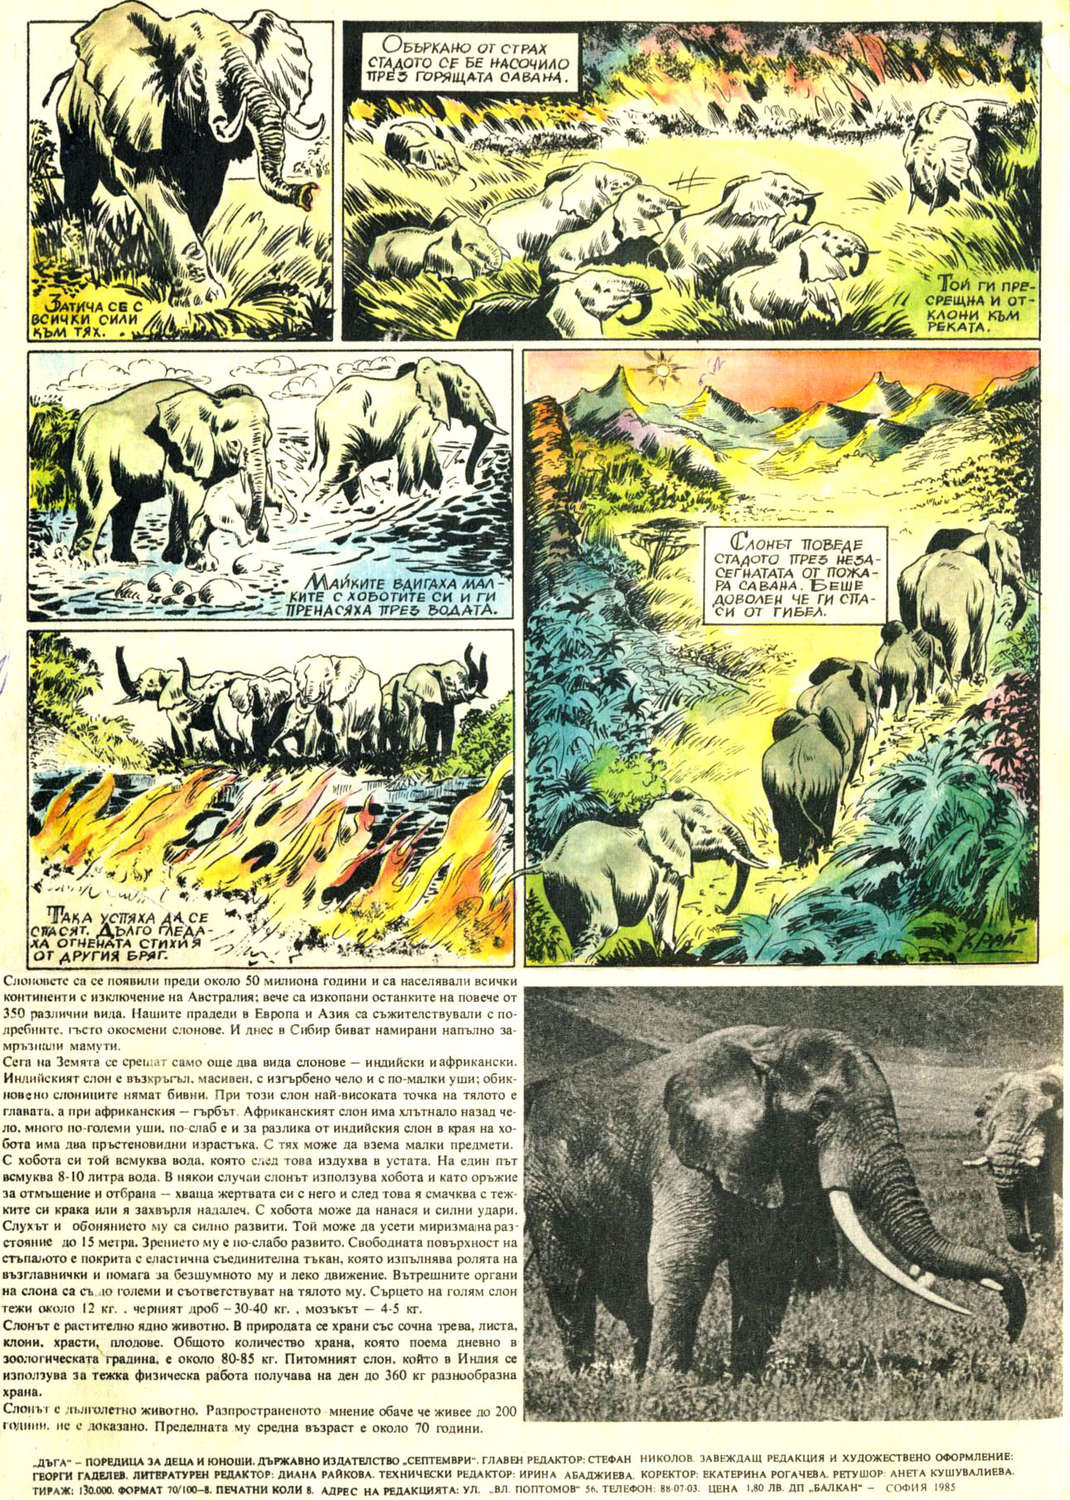 Затича се с
всички сили
към тях.
Объркано от страх
стадото се бе насочило
през горящата савана.
Той ги пре-
срещна и от-
клони към
реката.
Майките вдигаха мал-
ките с хоботите си и ги
пренасяха през водата.
Слонът поведе
стадото през неза-
сегнатата от пожа-
ра савана. Беше
доволен че ги спа-
си от гибел.
Така успяха да се
спасят. Дълго гледа-
ха огнената стихия
от другия бряг.
КРАЙ
Слоновете са се появили преди около 50 милиона години и са населявали всички
континенти с изключение на Австралия; вече са изкопани останките на повече от
350 различни вида. Нашите прадеди в Европа и Азия са съжителствували с по-
дребните, гъсто окосмени слонове. И днес в Сибир биват намирани напълно за-
мръзнали мамути.
Сега на Земята се срещат само още два вида слонове — индийски и африкански.
Индийският слон е възкръгъл, масивен, с изгърбено чело и с по-малки уши; обик-
новено слониците нямат бивни. При този слон най-високата точка на тялото е
главата, а при африканския — гърбът. Африканският слон има хлътнало назад че-
ло, много по-големи уши, по-слаб е и за разлика от индийския слон в края на хо-
бота има два пръстеновидни израстъка. С тях може да взема малки предмети.
С хобота си той всмуква вода, която след това издухва в устата. На един път
всмуква 8-10 литра вода. В някои случаи слонът използува хобота и като оръжие
за отмъщение и отбрана — хваща жертвата си с него и след това я смачква с теж-
ките си крака или я захвърля надалеч. С хобота може да нанася и силни удари.
Слухът и обонянието му са силно развити. Той може да усети миризма на раз-
стояние до 15 метра. Зрението му е по-слабо развито. Свободната повърхност на
стъпалото е покрита с еластична съединителна тъкан, която изпълнява ролята на
възглавнички и помага за безшумното му и леко движение. Вътрешните органи
на слона са също големи и съответствуват на тялото му. Сърцето на голям слон
тежи около 12 кг. , черният дроб — 30-40 кг. , мозъкът — 4-5 кг.
Слонът е растително ядно животно. В природата се храни със сочна трева, листа,
клони, храсти, плодове. Общото количество храна, която поема дневно в
зоологическата градина, е около 80-85 кг. Питомният слон, който в Индия се
използува за тежка физическа работа получава на ден до 360 кг разнообразна
храна.
Слонът е дълголетно животно. Разпространеното мнение обаче че живее до 200
години, не е доказано. Пределната му средна възраст е около 70 години.
„ДЪГА“ – ПОРЕДИЦА ЗА ДЕЦА И ЮНОШИ. ДЪРЖАВНО ИЗДАТЕЛСТВО „СЕПТЕМВРИ“. ГЛАВЕН РЕДАКТОР: СТЕФАН НИКОЛОВ. ЗАВЕЖДАЩ РЕДАКЦИЯ И ХУДОЖЕСТВЕНО ОФОРМЛЕНИЕ:
ГЕОРГИ ГАДЕЛЕВ. ЛИТЕРАТУРЕН РЕДАКТОР: ДИАНА РАЙКОВА. ТЕХНИЧЕСКИ РЕДАКТОР: ИРИНА АБАДЖИЕВА. КОРЕКТОР: ЕКАТЕРИНА РОГАЧЕВА. РЕТУШОР: АНЕТА КУШУВАЛИЕВА.
ТИРАЖ: 130.000. ФОРМАТ 70/100–8. ПЕЧАТНИ КОЛИ 8. АДРЕС НА РЕДАКЦИЯТА: УЛ. „ВЛ. ПОПТОМОВ“ 56, ТЕЛЕФОН: 88-07-03. ЦЕНА 1,80 ЛВ. ДП „БАЛКАН“ – СОФИЯ 1985